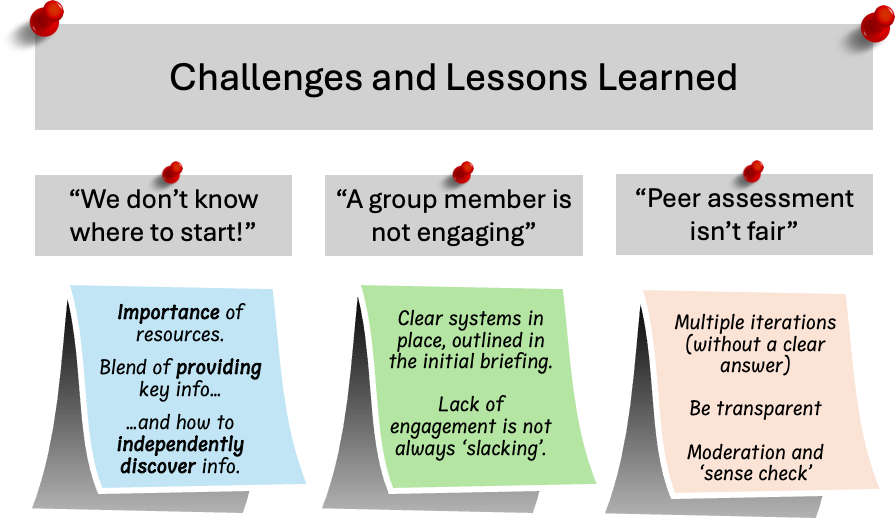 Challenges and Lessons Learned
“We don’t know
where to start!”
“A group member is
not engaging”
“Peer assessment
isn’t fair”
Importance of
resources.
Blend of providing
key info...
...and how to
independently
discover info.
Clear systems in
place, outlined in
the initial briefing.
Lack of
engagement is not
always ‘slacking’.
Multiple iterations
(without a clear
answer)
Be transparent
Moderation and
‘sense check’